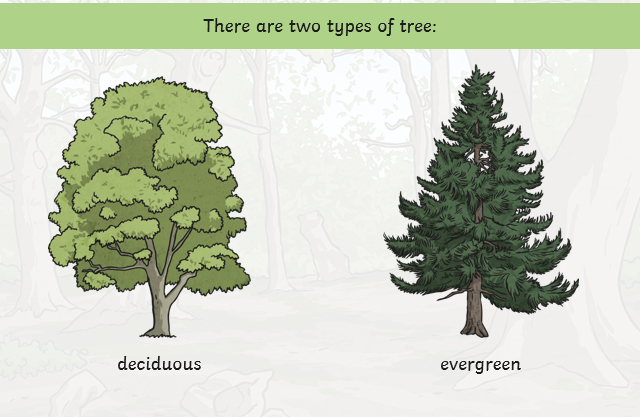 There are two types of tree:
deciduous
evergreen